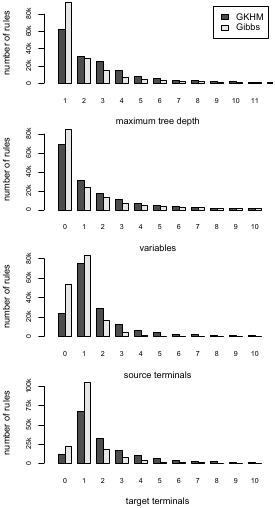 number of rules
80k
60k
40k
20k
0
GKHM
Gibbs
1 2 3 4 5 6 7 8 9 10 11
maximum tree depth
number of rules
80k
60k
40k
20k
0
0 1 2 3 4 5 6 7 8 9 10
variables
number of rules
80k
60k
40k
20k
0
0 1 2 3 4 5 6 7 8 9 10
source terminals
number of rules
100k
75k
50k
25k
0
0 1 2 3 4 5 6 7 8 9 10
target terminals